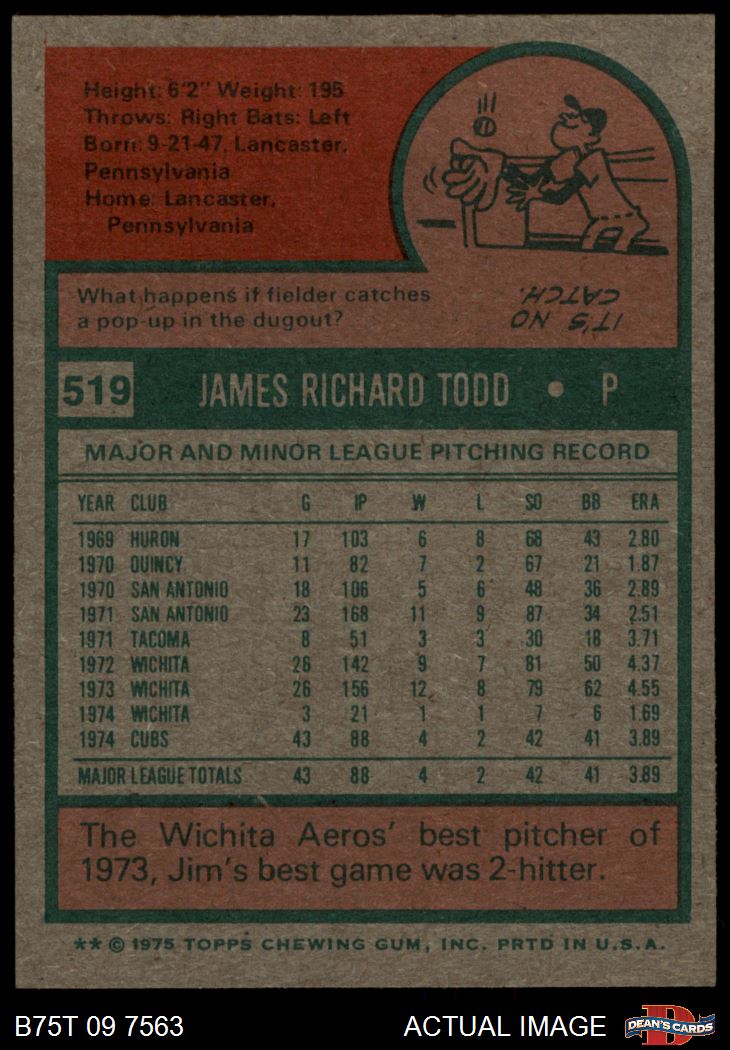 Height: 6'2" Weight: 195
Throws: Right Bats: Left
Born: 9-21-47, Lancaster,
Pennsylvania
Home: Lancaster,
Pennsylvania
What happens if fielder catches
a pop-up in the dugout?
IT'S NO
CATCH.
519 JAMES RICHARD TODD • P
MAJOR AND MINOR LEAGUE PITCHING RECORD
YEAR CLUB G IP W L SO BB ERA
1969 HURON 17 103 6 8 68 43 2.80
1970 QUINCY 11 82 7 2 67 21 1.87
1970 SAN ANTONIO 18 106 5 6 48 36 2.89
1971 SAN ANTONIO 23 168 11 9 87 34 2.51
1971 TACOMA 8 51 3 3 30 18 3.71
1972 WICHITA 26 142 9 7 81 50 4.37
1973 WICHITA 26 156 12 8 79 62 4.55
1974 WICHITA 3 21 1 1 7 6 1.69
1974 CUBS 43 88 4 2 42 41 3.89
MAJOR LEAGUE TOTALS 43 88 4 2 42 41 3.89
The Wichita Aeros' best pitcher of
1973, Jim's best game was 2-hitter.
** © 1975 TOPPS CHEWING GUM, INC. PRTD IN U.S.A.
B75T 09 7563 ACTUAL IMAGE D DEAN'S CARDS